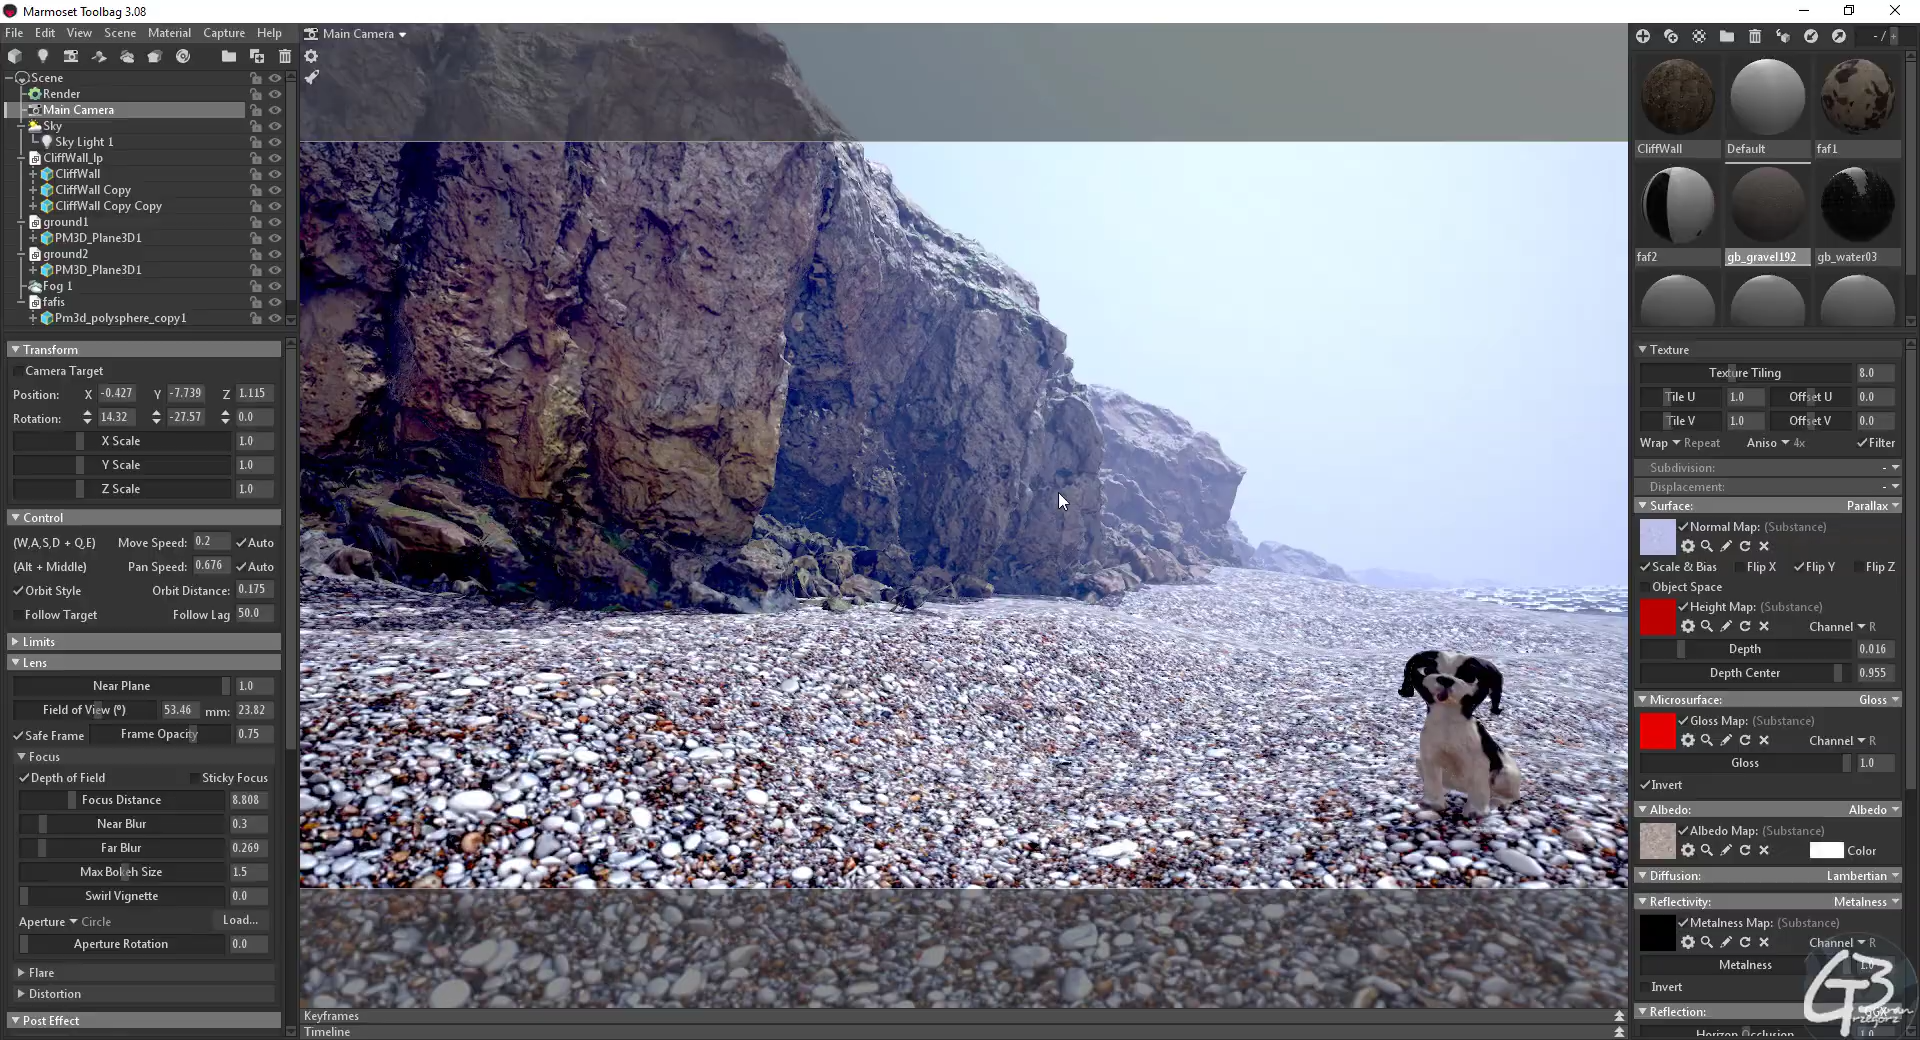 Marmoset Toolbag 3.08
File Edit View Scene Material Capture Help
Main Camera
Scene
Render
Main Camera
Sky
Sky Light 1
CliffWall_lp
CliffWall
CliffWall Copy
CliffWall Copy Copy
ground1
PM3D_Plane3D1
ground2
PM3D_Plane3D1
Fog 1
fafis
Pm3d_polysphere_copy1
Transform
Camera Target
Position: X -0.427 Y -7.739 Z 1.115
Rotation: 14.32 -27.57 0.0
X Scale 1.0
Y Scale 1.0
Z Scale 1.0
Control
(W,A,S,D + Q,E) Move Speed: 0.2 Auto
(Alt + Middle) Pan Speed: 0.676 Auto
Orbit Style Orbit Distance: 0.175
Follow Target Follow Lag 50.0
Limits
Lens
Near Plane 1.0
Field of View (º) 53.46 mm: 23.82
Safe Frame Frame Opacity 0.75
Focus
Depth of Field Sticky Focus
Focus Distance 8.808
Near Blur 0.3
Far Blur 0.269
Max Bokeh Size 1.5
Swirl Vignette 0.0
Aperture Circle Load...
Aperture Rotation 0.0
Flare
Distortion
Post Effect
Keyframes
Timeline
- / +
CliffWall Default faf1
faf2 gb_gravel192 gb_water03
Texture
Texture Tiling 8.0
Tile U 1.0 Offset U 0.0
Tile V 1.0 Offset V 0.0
Wrap Repeat Aniso 4x Filter
Subdivision: -
Displacement: -
Surface: Parallax
Normal Map: (Substance)
Scale & Bias Flip X Flip Y Flip Z
Object Space
Height Map: (Substance)
Channel R
Depth 0.016
Depth Center 0.955
Microsurface: Gloss
Gloss Map: (Substance)
Channel R
Gloss 1.0
Invert
Albedo: Albedo
Albedo Map: (Substance)
Color
Diffusion: Lambertian
Reflectivity: Metalness
Metalness Map: (Substance)
Channel R
Metalness 1.0
Invert
Reflection: GGX
Horizon Occlusion 1.0